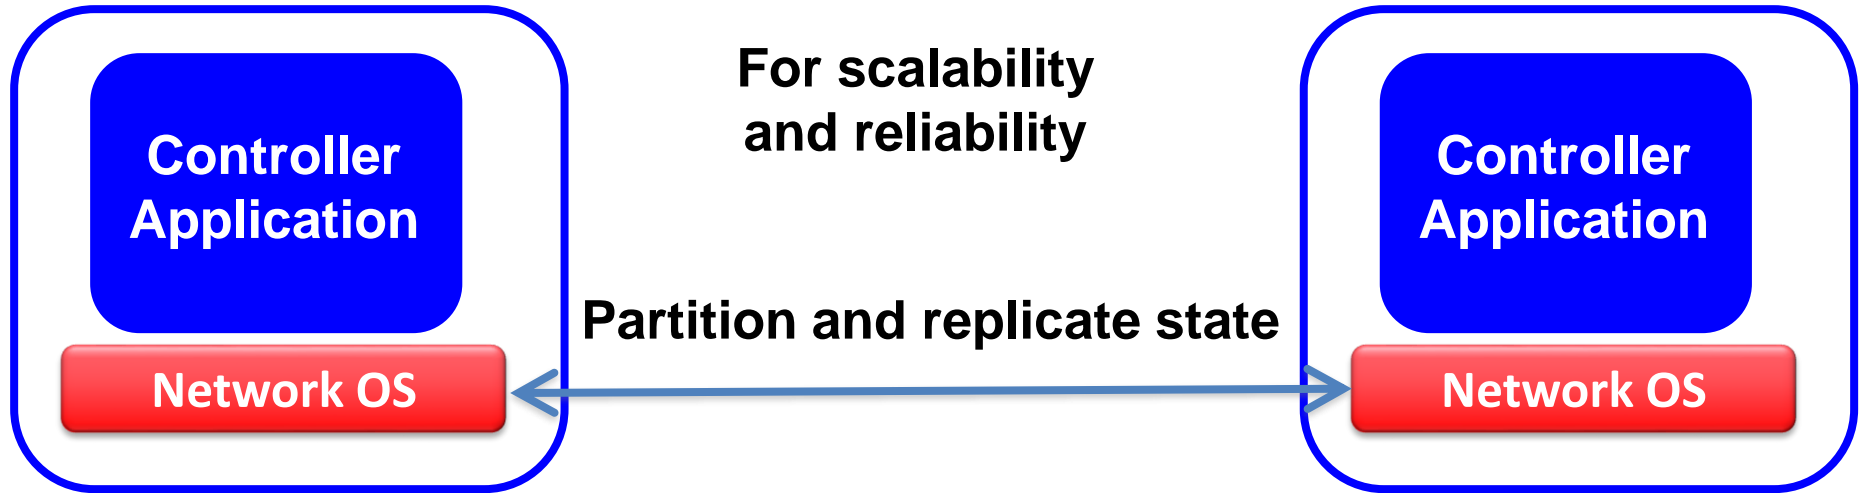 Controller
Application
Network OS
For scalability
and reliability
Partition and replicate state
Controller
Application
Network OS